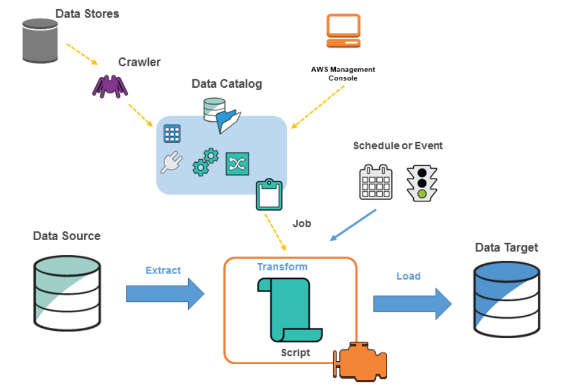 Data Stores
Crawler
Data Catalog
AWS Management
Console
Schedule or Event
Job
Data Source
Extract
Transform
Script
Load
Data Target